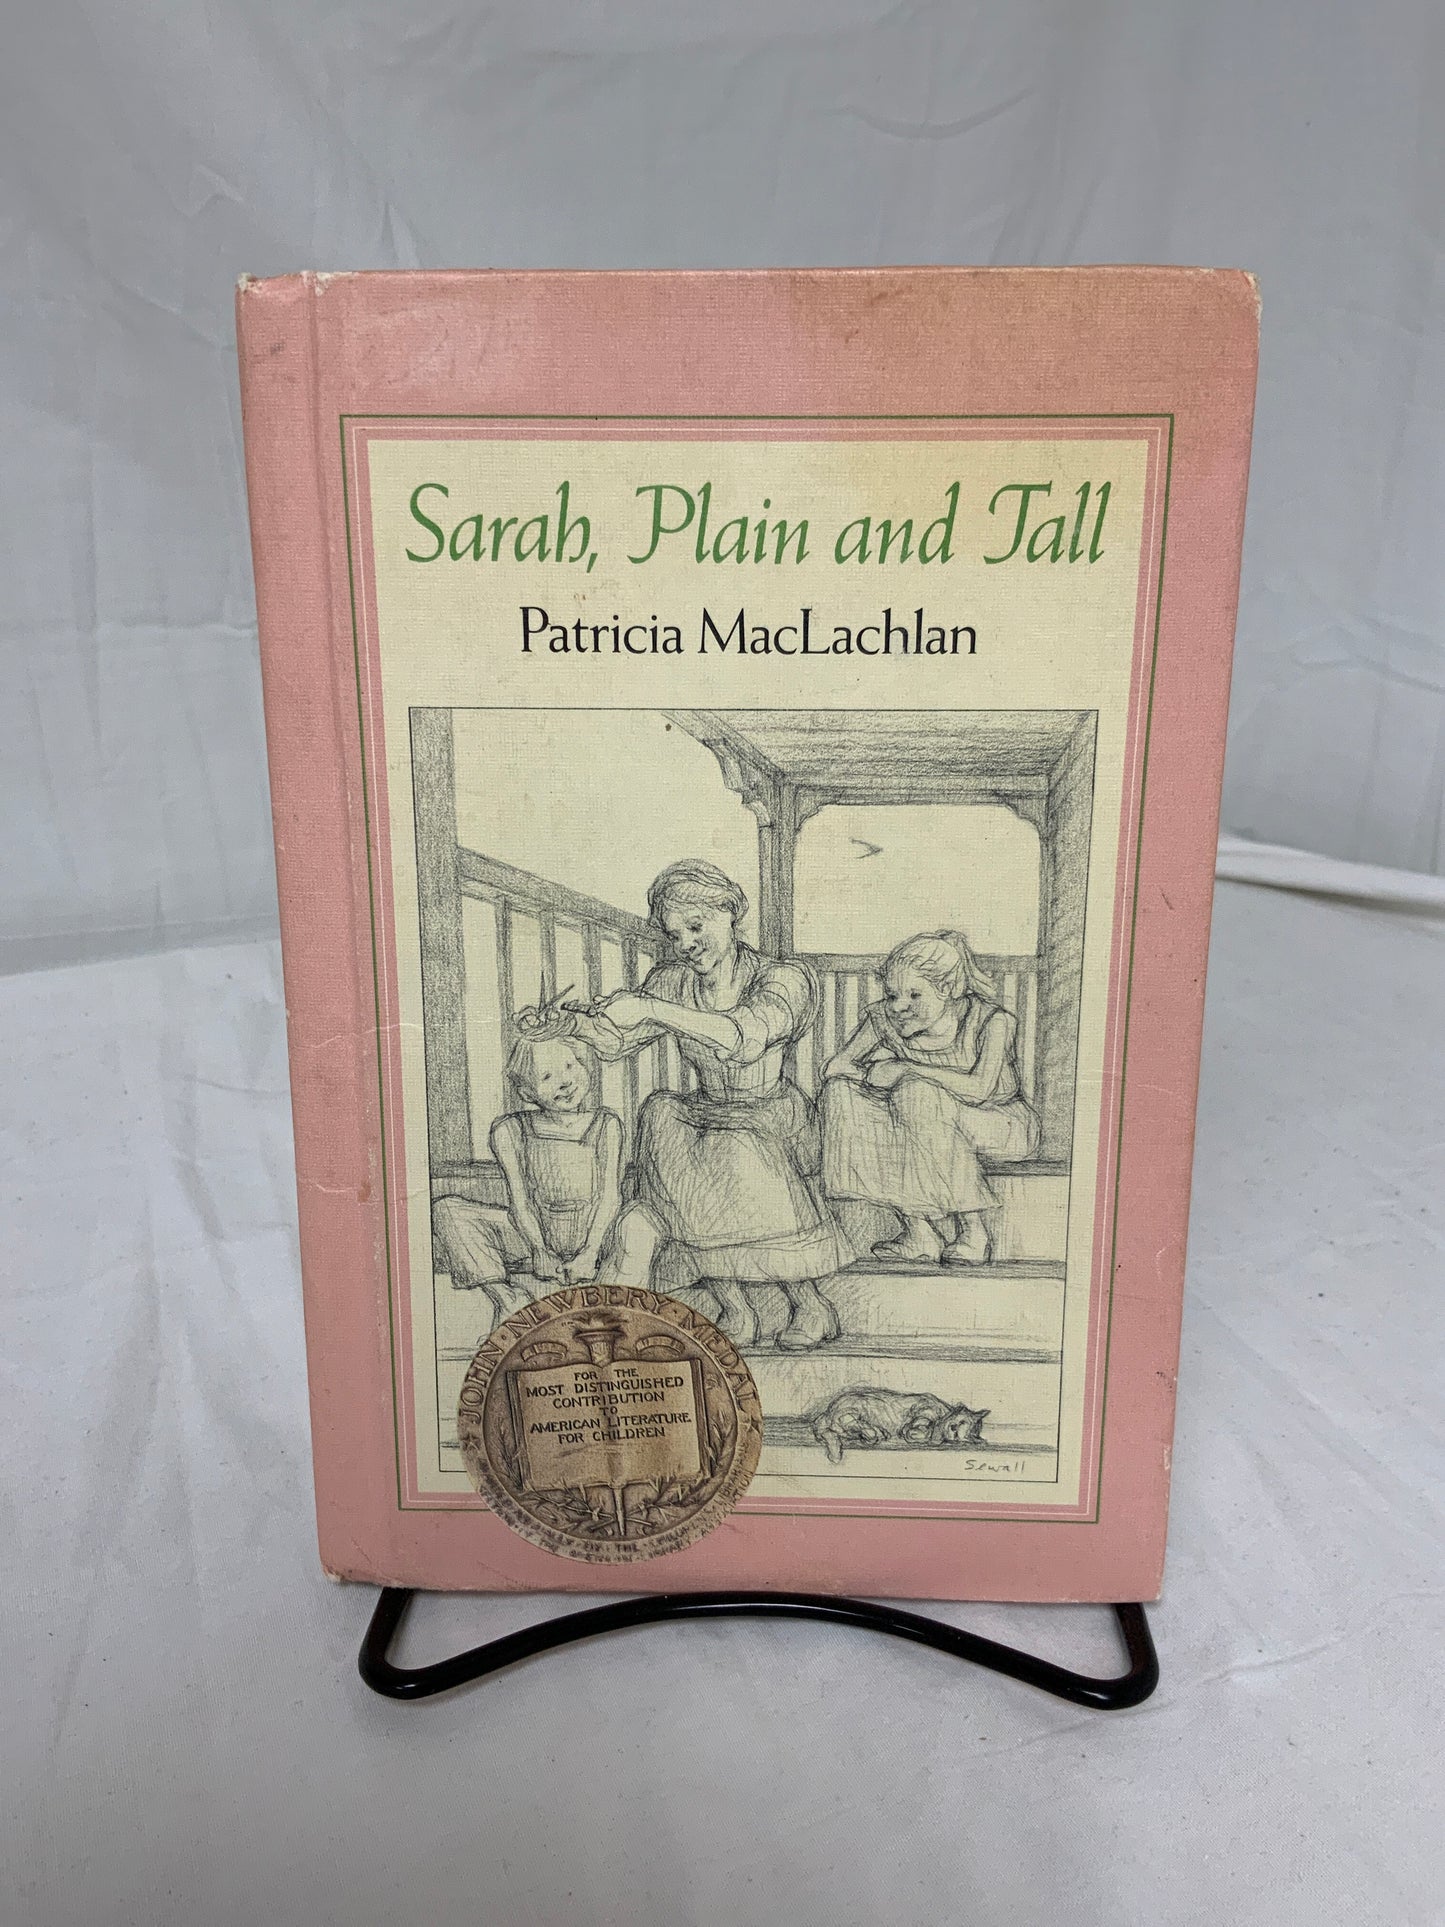 Sarah, Plain and Tall
Patricia MacLachlan
Sewall
JOHN · NEWBERY · MEDAL
FOR THE
MOST DISTINGUISHED
CONTRIBUTION
TO
AMERICAN LITERATURE
FOR CHILDREN